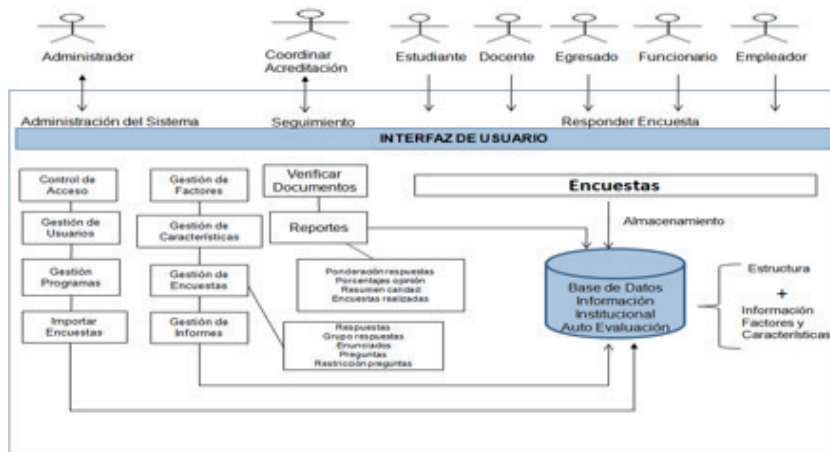 Administrador
Coordinar
Acreditación
Estudiante
Docente
Egresado
Funcionario
Empleador
Administración del Sistema
Seguimiento
Responder Encuesta
INTERFAZ DE USUARIO
Control de
Acceso
Gestión de
Usuarios
Gestión
Programas
Importar
Encuestas
Gestión de
Factores
Gestión de
Características
Gestión de
Encuestas
Gestión de
Informes
Verificar
Documentos
Reportes
Ponderación respuestas
Porcentajes opinión
Resumen calidad
Encuestas realizadas
Respuestas
Grupo respuestas
Enunciados
Preguntas
Restricción preguntas
Encuestas
Almacenamiento
Base de Datos
Información
Institucional
Auto Evaluación
Estructura
+
Información
Factores y
Características